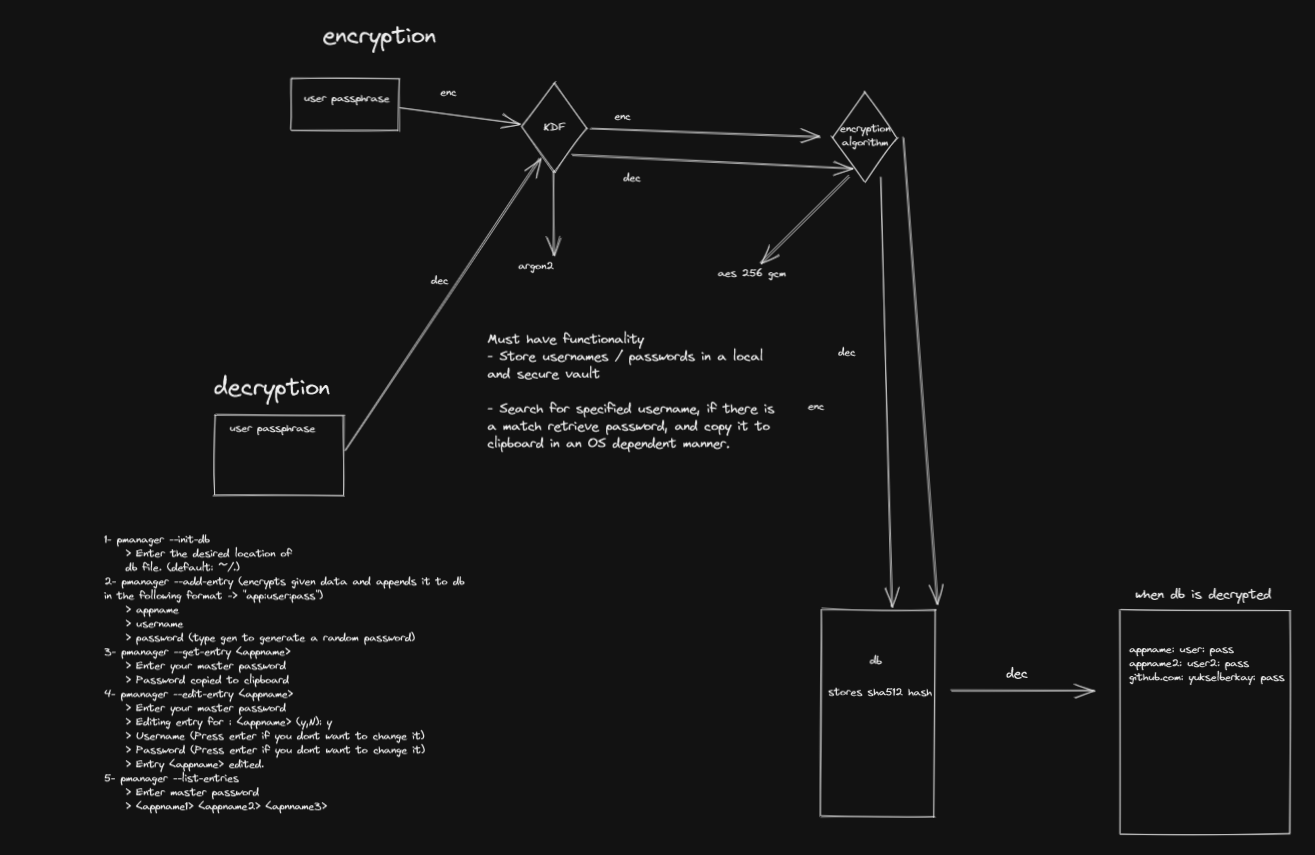 encryption
user passphrase
enc
KDF
enc
encryption
algorithm
dec
argon2
aes 256 gcm
dec
Must have functionality
- Store usernames / passwords in a local
and secure vault
- Search for specified username, if there is
a match retrieve password, and copy it to
clipboard in an OS dependent manner.
dec
enc
decryption
user passphrase
1- pmanager --init-db
> Enter the desired location of
db file. (default: ~/.)
2- pmanager --add-entry (encrypts given data and appends it to db
in the following format -> "app:user:pass")
> appname
> username
> password (type gen to generate a random password)
3- pmanager --get-entry <appname>
> Enter your master password
> Password copied to clipboard
4- pmanager --edit-entry <appname>
> Enter your master password
> Editing entry for : <appname> (y,N): y
> Username (Press enter if you dont want to change it)
> Password (Press enter if you dont want to change it)
> Entry <appname> edited.
5- pmanager --list-entries
> Enter master password
> <appname1> <appname2> <apnname3>
db
stores sha512 hash
dec
when db is decrypted
appname: user: pass
appname2: user2: pass
github.com: yukselberkay: pass